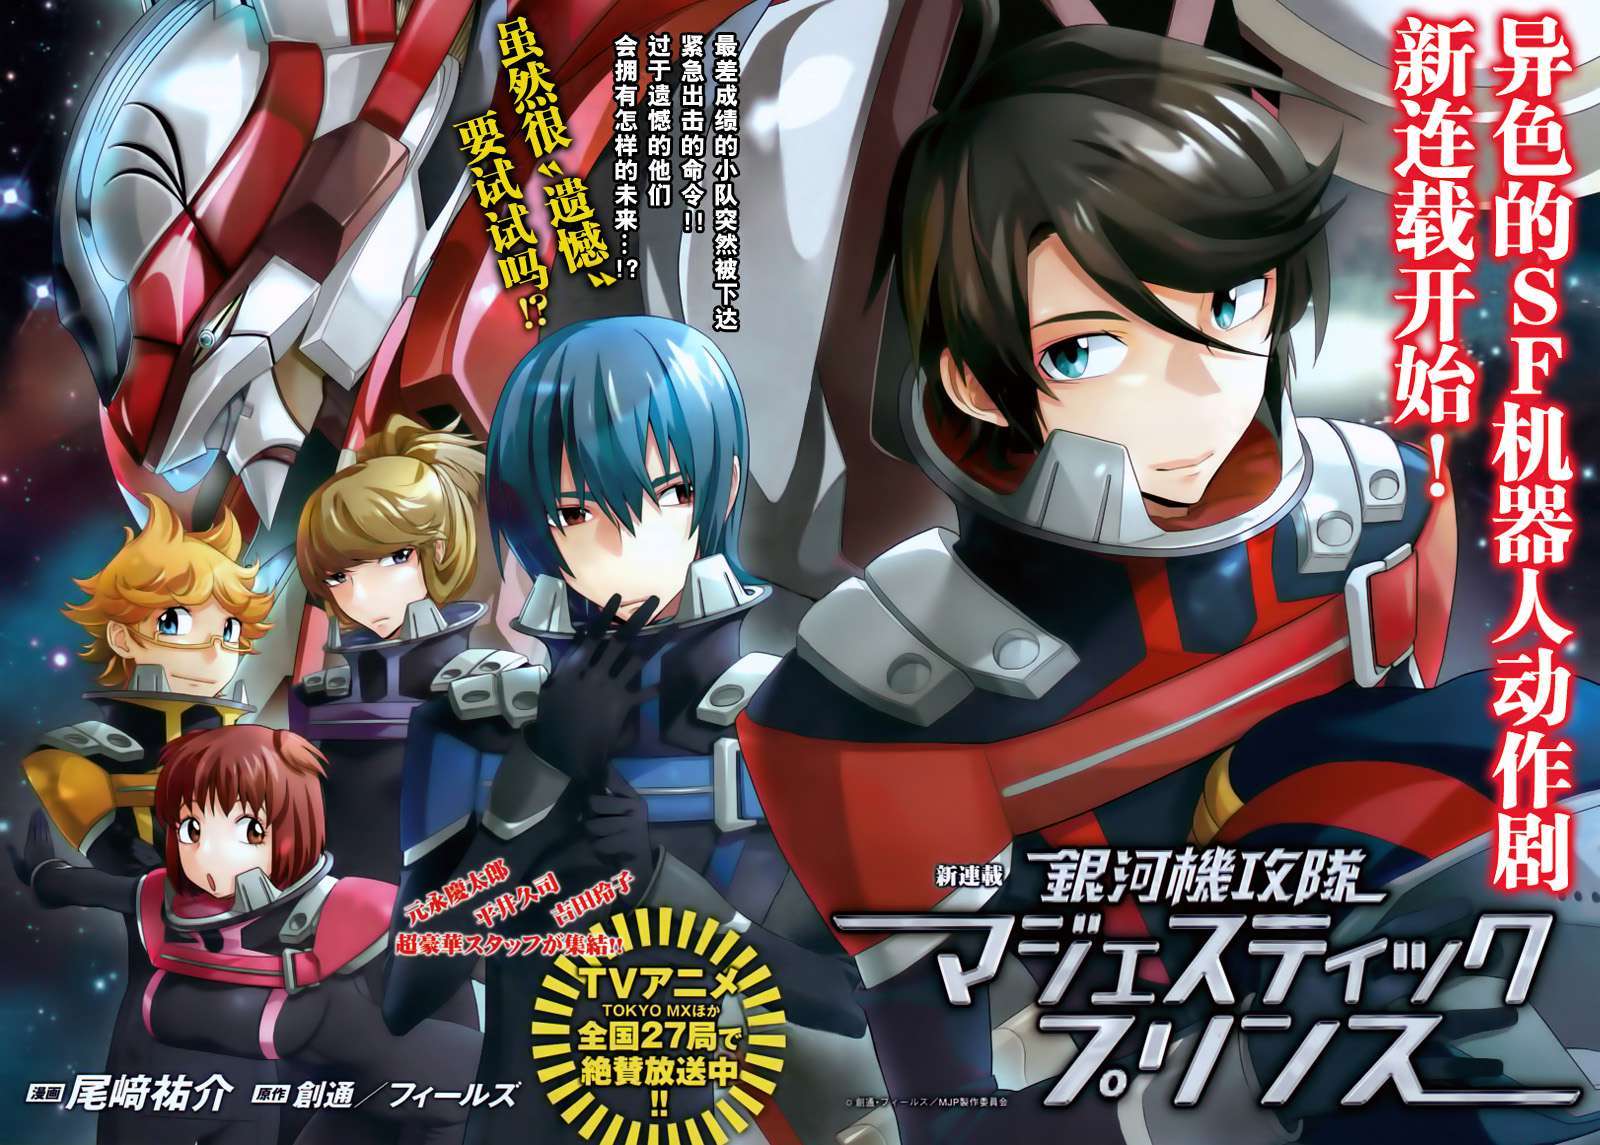 异色的SF机器人动作剧
新连载开始！
最差成绩的小队突然被下达
紧急出击的命令!!
过于遗憾的他们
会拥有怎样的未来…!?
虽然很“遗憾”
要试试吗!?
新連載
銀河機攻隊
マジェスティック
プリンス
元永慶太郎
平井久司
吉田玲子
超豪華スタッフが集結!!
TVアニメ
TOKYO MXほか
全国27局で
絶賛放送中
!!
漫画 尾﨑祐介 原作 創通／フィールズ
© 創通・フィールズ／MJP製作委員会